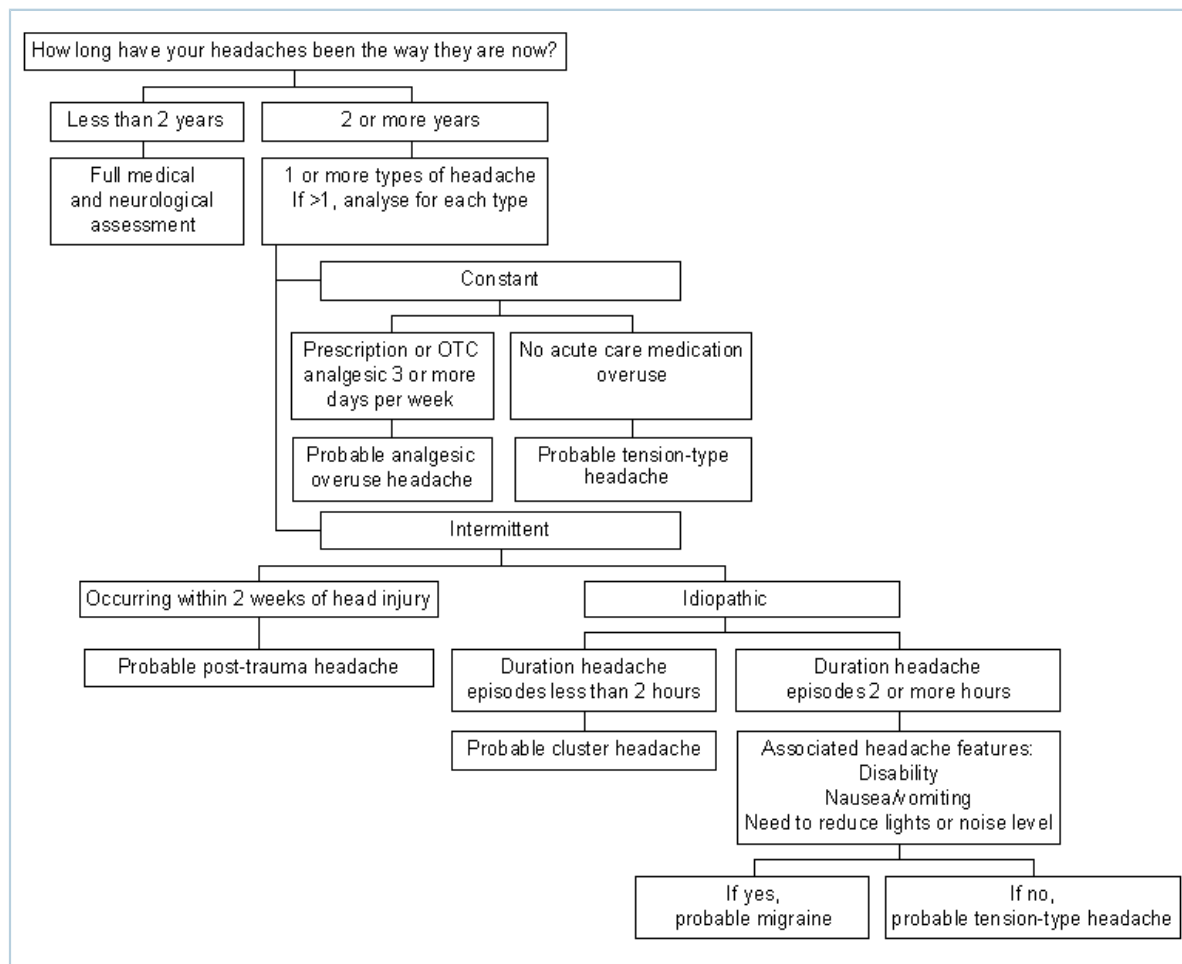 How long have your headaches been the way they are now?
Less than 2 years
2 or more years
Full medical
and neurological
assessment
1 or more types of headache
If >1, analyse for each type
Constant
Prescription or OTC
analgesic 3 or more
days per week
No acute care medication
overuse
Probable analgesic
overuse headache
Probable tension-type
headache
Intermittent
Occurring within 2 weeks of head injury
Idiopathic
Probable post-trauma headache
Duration headache
episodes less than 2 hours
Duration headache
episodes 2 or more hours
Probable cluster headache
Associated headache features:
Disability
Nausea/vomiting
Need to reduce lights or noise level
If yes,
probable migraine
If no,
probable tension-type headache